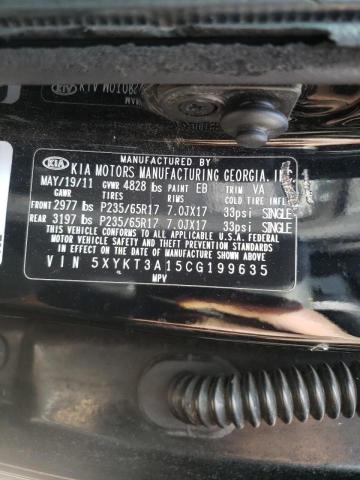 KIA
MANUFACTURED BY
KIA MOTORS MANUFACTURING GEORGIA,
MAY/19/11 GVWR 4828 lbs PAINT EB TRIM VA
GAWR TIRES RIMS COLD TIRE INFLATION
FRONT 2977 lbs P235/65R17 7.0JX17 33psi SINGLE
REAR 3197 lbs P235/65R17 7.0JX17 33psi SINGLE
THIS VEHICLE CONFORMS TO ALL APPLICABLE U.S.A. FEDERAL
MOTOR VEHICLE SAFETY, BUMPER, AND THEFT PREVENTION
STANDARDS IN EFFECT ON THE DATE OF MANUFACTURE
SHOWN ABOVE
VIN 5XYKT3A15CG199635
MPV